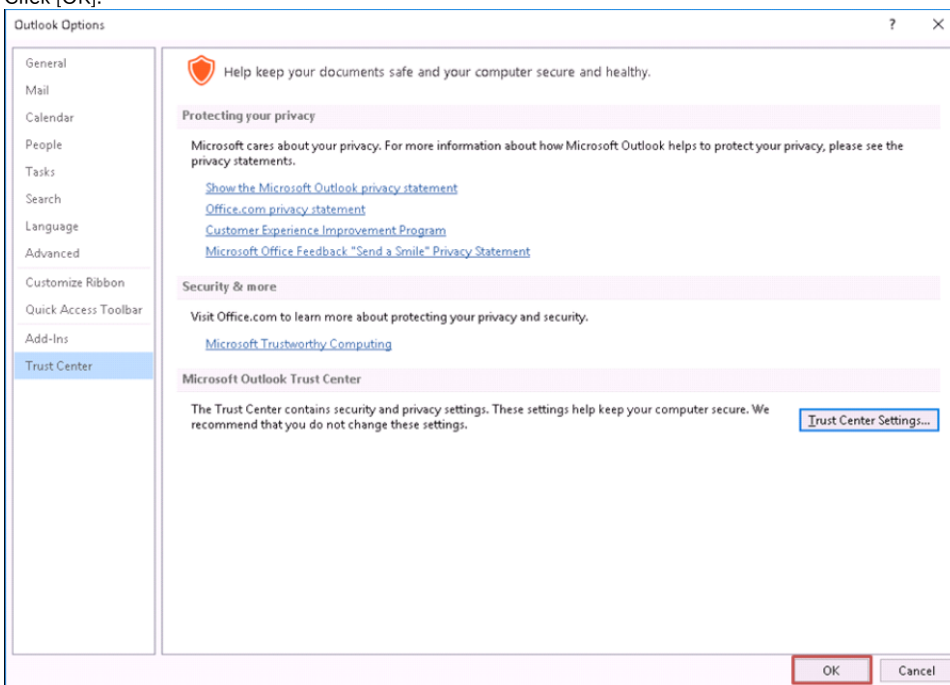 Click [OK].
Outlook Options
? ×
General
Mail
Calendar
People
Tasks
Search
Language
Advanced
Customize Ribbon
Quick Access Toolbar
Add-Ins
Trust Center
Help keep your documents safe and your computer secure and healthy.
Protecting your privacy
Microsoft cares about your privacy. For more information about how Microsoft Outlook helps to protect your privacy, please see the
privacy statements.
Show the Microsoft Outlook privacy statement
Office.com privacy statement
Customer Experience Improvement Program
Microsoft Office Feedback "Send a Smile" Privacy Statement
Security & more
Visit Office.com to learn more about protecting your privacy and security.
Microsoft Trustworthy Computing
Microsoft Outlook Trust Center
The Trust Center contains security and privacy settings. These settings help keep your computer secure. We
recommend that you do not change these settings.
Trust Center Settings...
OK
Cancel